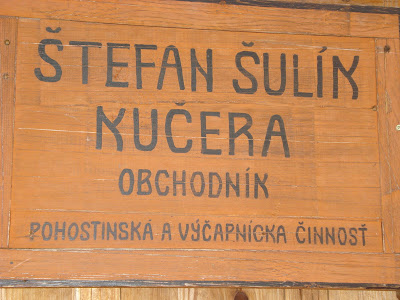 ŠTEFAN ŠULÍK
KUČERA
OBCHODNÍK
POHOSTINSKÁ A VÝČAPNÍCKA ČINNOSŤ